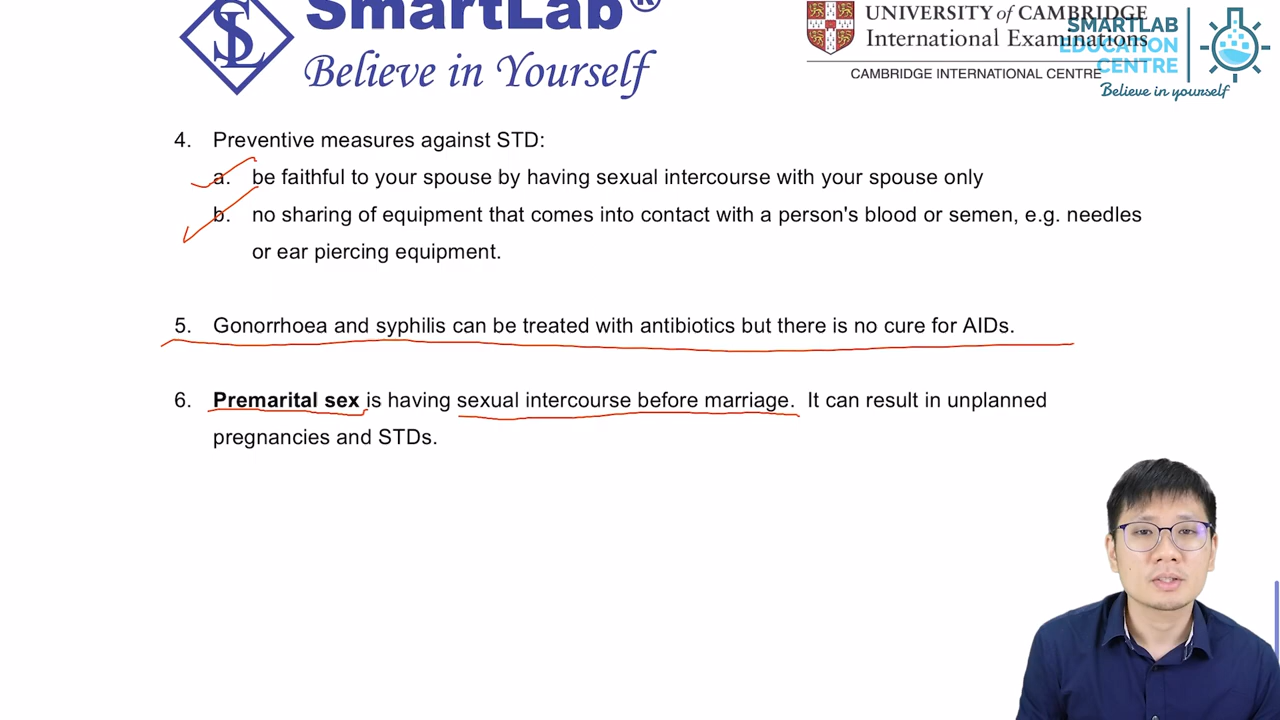 SmartLab®
Believe in Yourself
UNIVERSITY of CAMBRIDGE
International Examinations
CAMBRIDGE INTERNATIONAL CENTRE
SMARTLAB
EDUCATION
CENTRE
Believe in yourself
4. Preventive measures against STD:
a. be faithful to your spouse by having sexual intercourse with your spouse only
b. no sharing of equipment that comes into contact with a person's blood or semen, e.g. needles
or ear piercing equipment.
5. Gonorrhoea and syphilis can be treated with antibiotics but there is no cure for AIDs.
6. Premarital sex is having sexual intercourse before marriage. It can result in unplanned
pregnancies and STDs.